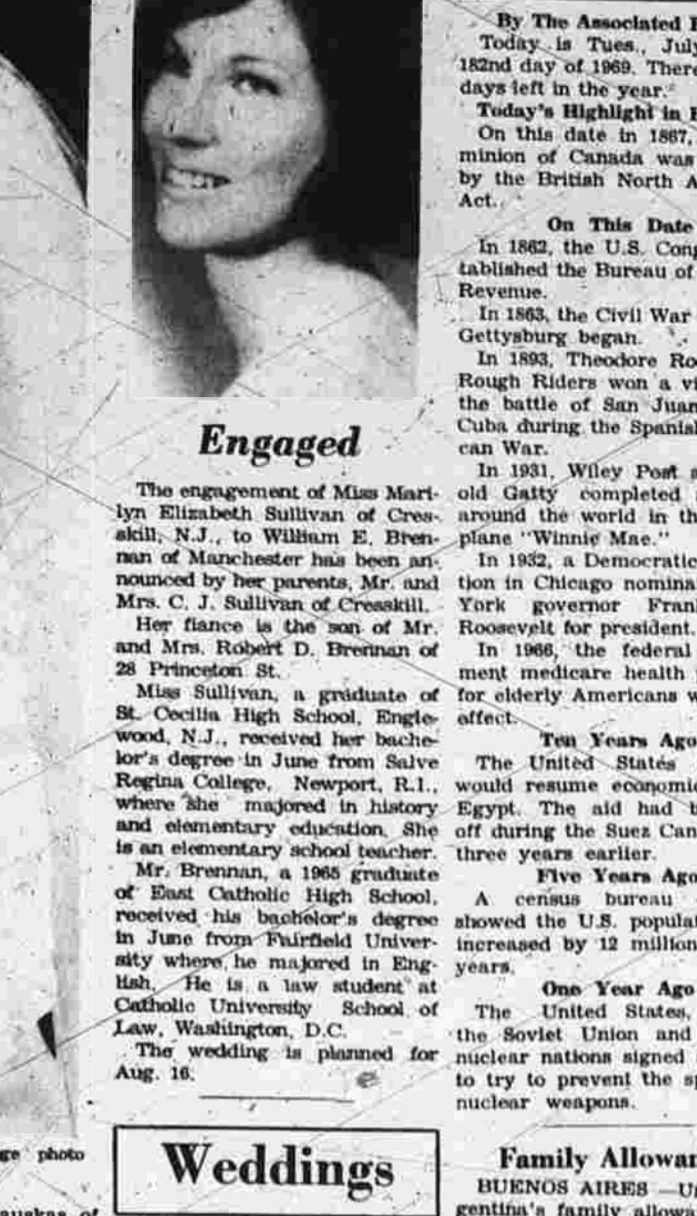 Engaged
The engagement of Miss Mari-
lyn Elizabeth Sullivan of Cres-
skill, N.J., to William E. Bren-
nan of Manchester has been an-
nounced by her parents, Mr. and
Mrs. C. J. Sullivan of Cresskill.
Her fiance is the son of Mr.
and Mrs. Robert D. Brennan of
28 Princeton St.
Miss Sullivan, a graduate of
St. Cecilia High School, Engle-
wood, N.J., received her bache-
lor's degree in June from Salve
Regina College, Newport, R.I.,
where she majored in history
and elementary education. She
is an elementary school teacher.
Mr. Brennan, a 1965 graduate
of East Catholic High School,
received his bachelor's degree
in June from Fairfield Univer-
sity where he majored in Eng-
lish. He is a law student at
Catholic University School of
Law, Washington, D.C.
The wedding is planned for
Aug. 16.
Weddings
ge photo
of
By The Associated
Today is Tues., July
182nd day of 1969. There
days left in the year.
Today's Highlight in
On this date in 1867,
minion of Canada was
by the British North A
Act.
On This Date
In 1862, the U.S. Cong
tablished the Bureau of
Revenue.
In 1863, the Civil War
Gettysburg began.
In 1893, Theodore Roo
Rough Riders won a vi
the battle of San Juan
Cuba during the Spanish
can War.
In 1931, Wiley Post a
old Gatty completed
around the world in th
plane "Winnie Mae."
In 1932, a Democratic
tion in Chicago nomina
York governor Fran
Roosevelt for president.
In 1966, the federal
ment medicare health
for elderly Americans w
effect.
Ten Years Ago
The United States
would resume economic
Egypt. The aid had b
off during the Suez Can
three years earlier.
Five Years Ago
A census bureau
showed the U.S. populat
increased by 12 million
years.
One Year Ago
The United States,
the Soviet Union and
nuclear nations signed
to try to prevent the sp
nuclear weapons.
Family Allowan
BUENOS AIRES —
gentina's family allowa